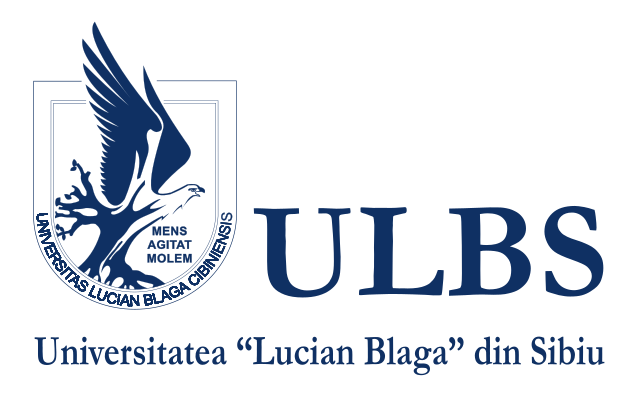 MENS
AGITAT
MOLEM
UNIVERSITAS LUCIAN BLAGA CIBINIENSIS
ULBS
Universitatea “Lucian Blaga” din Sibiu